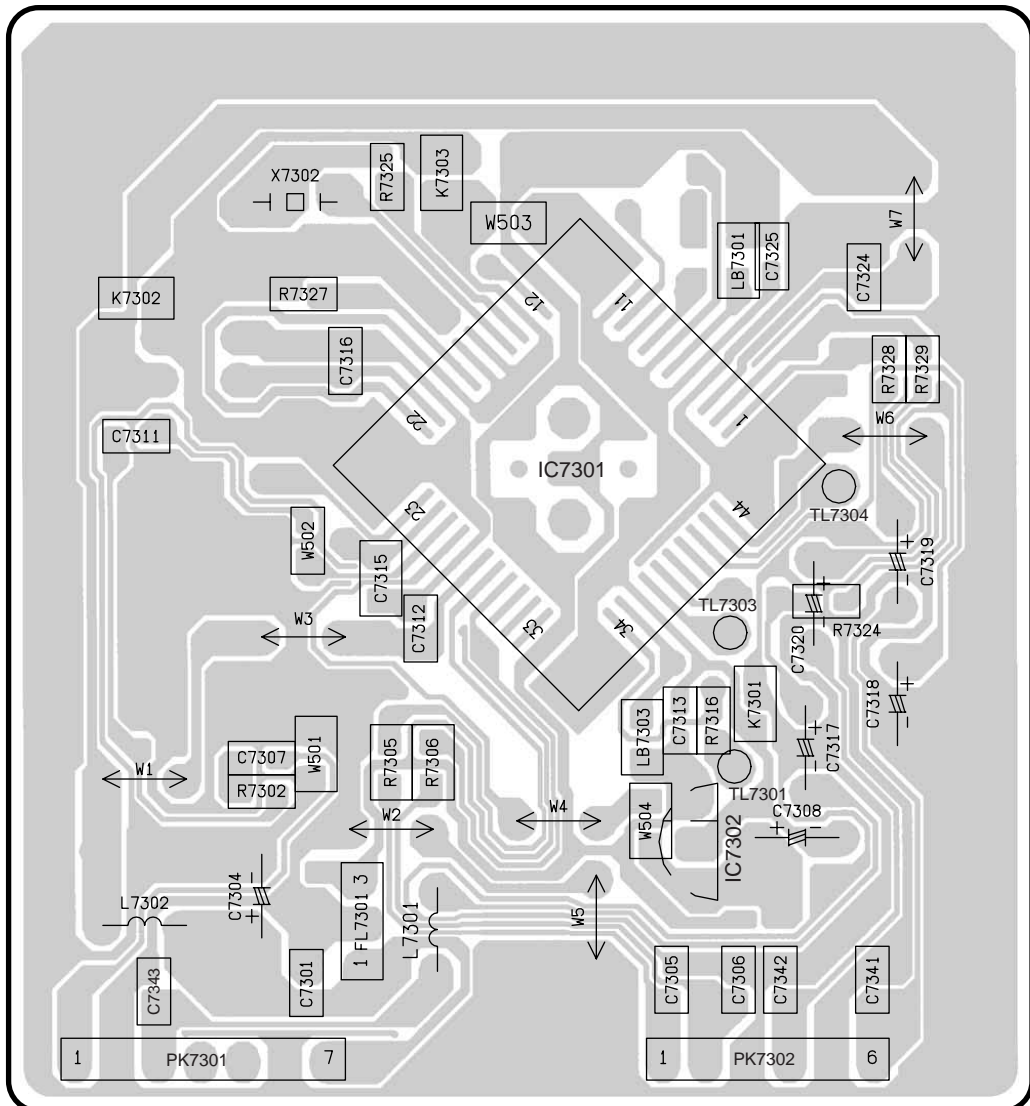 X7302
R7325
K7303
W503
W7
LB7301
C7325
C7324
K7302
R7327
12
11
C7316
R7328
R7329
22
1
W6
C7311
IC7301
23
44
TL7304
W502
C7315
+
C7319
-
C7312
W3
33
34
TL7303
+
C7320
-
R7324
K7301
+
C7318
-
LB7303
C7313
R7316
+
C7317
-
C7307
W501
R7305
R7306
W1
R7302
TL7301
W2
W4
W504
C7308
+ -
IC7302
C7304
-
+
L7302
1 FL7301 3
L7301
W5
C7343
C7301
C7305
C7306
C7342
C7341
1 PK7301 7
1 PK7302 6